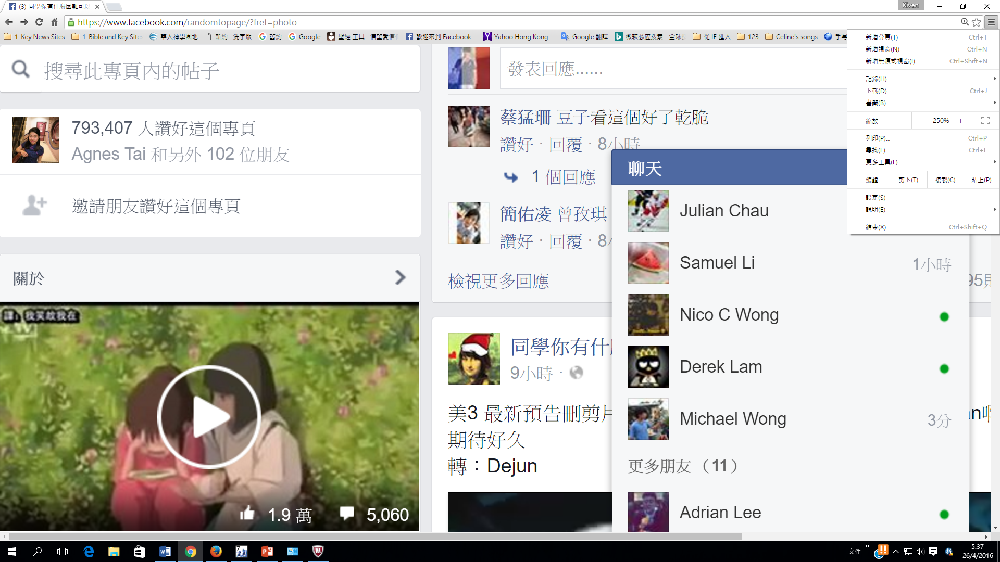 (3) 同學你有什麼困難可以
Kiven
https://www.facebook.com/randomtopage/?fref=photo
1-Key News Sites
1-Bible and Key Site
華人神學園地
新約--洗字版
舊約
Google
聖經 工具--信望愛信
歡迎來到 Facebook
Yahoo Hong Kong -
Google 翻譯
微软必应搜索 - 全球
從 IE 匯入
123
Celine's songs
手写
新增分頁(T) Ctrl+T
新增視窗(N) Ctrl+N
新增無痕式視窗(I) Ctrl+Shift+N
記錄(H)
下載(D) Ctrl+J
書籤(B)
縮放 - 250% +
列印(P)... Ctrl+P
尋找(F)... Ctrl+F
更多工具(L)
編輯 剪下(T) 複製(C) 貼上(P)
設定(S)
說明(E)
結束(X) Ctrl+Shift+Q
搜尋此專頁內的帖子
793,407 人讚好這個專頁
Agnes Tai 和另外 102 位朋友
邀請朋友讚好這個專頁
關於
譯：我笑故我在
1.9 萬 5,060
發表回應......
蔡猛珊 豆子看這個好了乾脆
讚好 · 回覆 · 8小時
1 個回應
簡佑凌 曾孜琪
讚好 · 回覆 · 8
檢視更多回應
95則
同學你有什
9小時 ·
美3 最新預告刪剪片
an啊
期待好久
轉：Dejun
聊天
Julian Chau
Samuel Li 1小時
Nico C Wong
Derek Lam
Michael Wong 3分
更多朋友 （11）
Adrian Lee
文件
5:37
26/4/2016